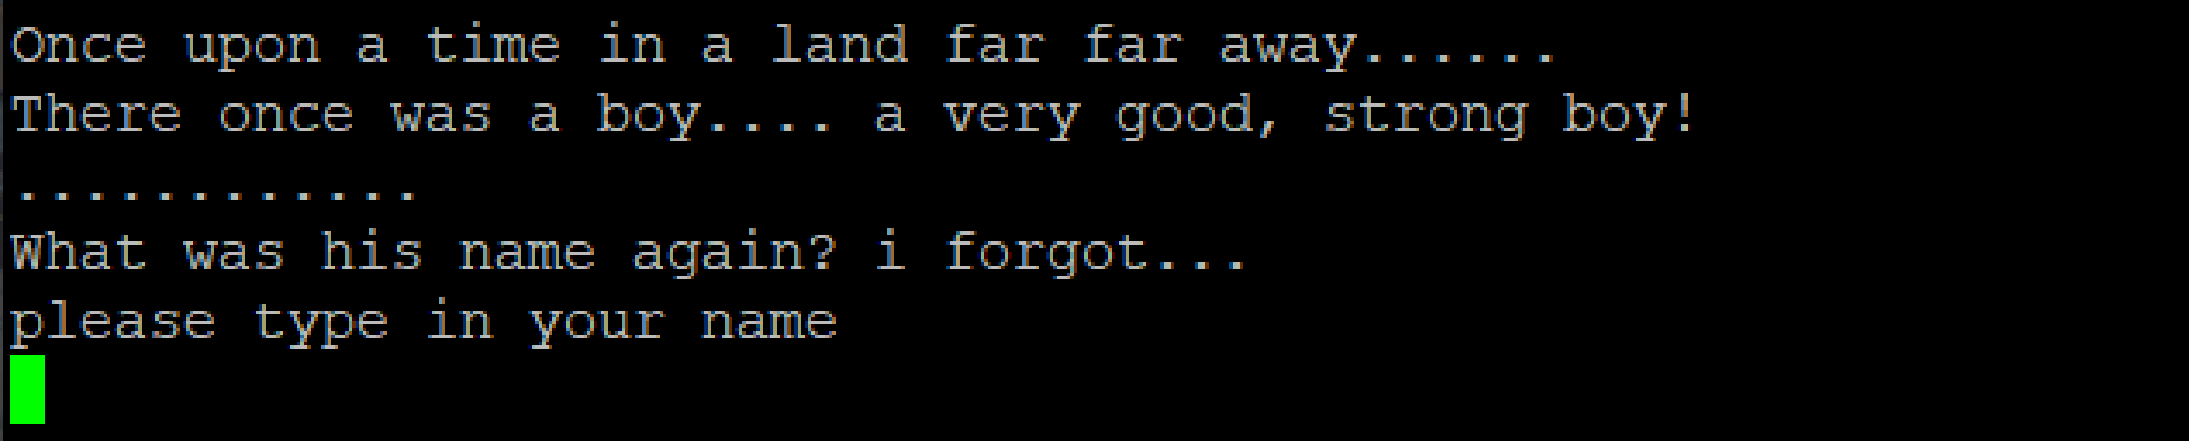 Once upon a time in a land far far away......
There once was a boy.... a very good, strong boy!
............
What was his name again? i forgot...
please type in your name